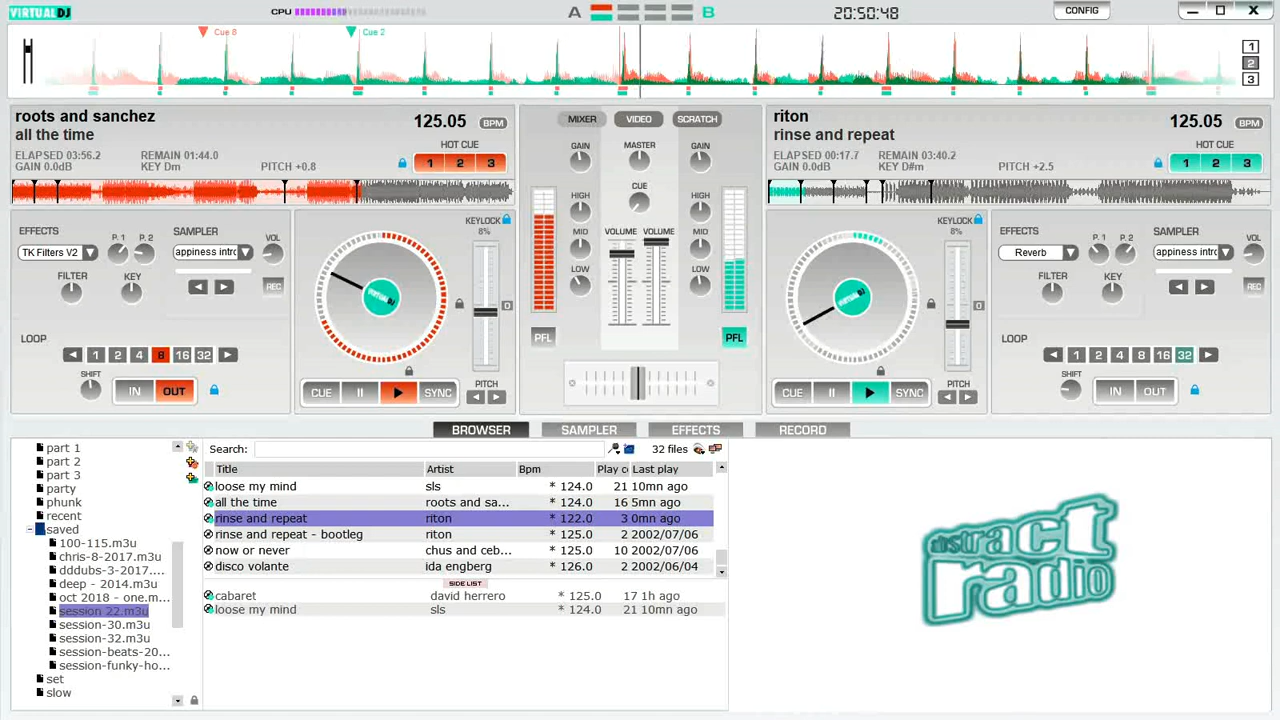 VIRTUAL DJ
CPU
A
B
20:50:48
CONFIG
Cue 8
Cue 2
1
2
3
roots and sanchez
all the time
125.05
BPM
ELAPSED 03:56.2
REMAIN 01:44.0
GAIN 0.0dB
KEY Dm
PITCH +0.8
HOT CUE
1 2 3
EFFECTS
TK Filters V2
P. 1
P. 2
SAMPLER
appiness intro
VOL
FILTER
KEY
REC
LOOP
1 2 4 8 16 32
SHIFT
IN OUT
KEYLOCK
8%
D
CUE
SYNC
PITCH
MIXER VIDEO SCRATCH
GAIN
MASTER
GAIN
CUE
HIGH
HIGH
VOLUME VOLUME
MID
MID
LOW
LOW
PFL
PFL
riton
rinse and repeat
125.05
BPM
ELAPSED 00:17.7
REMAIN 03:40.2
GAIN 0.0dB
KEY D#m
PITCH +2.5
HOT CUE
1 2 3
KEYLOCK
8%
D
CUE
SYNC
PITCH
EFFECTS
Reverb
P. 1
P. 2
SAMPLER
appiness intro
VOL
FILTER
KEY
REC
LOOP
1 2 4 8 16 32
SHIFT
IN OUT
BROWSER SAMPLER EFFECTS RECORD
part 1
part 2
part 3
party
phunk
recent
saved
100-115.m3u
chris-8-2017.m3u
dddubs-3-2017....
deep - 2014.m3u
oct 2018 - one.m...
session 22.m3u
session-30.m3u
session-32.m3u
session-beats-20...
session-funky-ho...
set
slow
Search:
32 files
Title Artist Bpm Play c Last play
loose my mind sls * 124.0 21 10mn ago
all the time roots and sa... * 124.0 16 5mn ago
rinse and repeat riton * 122.0 3 0mn ago
rinse and repeat - bootleg riton * 125.0 2 2002/07/06
now or never chus and ceb... * 125.0 10 2002/07/06
disco volante ida engberg * 126.0 2 2002/06/04
SIDE LIST
cabaret david herrero * 125.0 17 1h ago
loose my mind sls * 124.0 21 10mn ago
abstract
radio